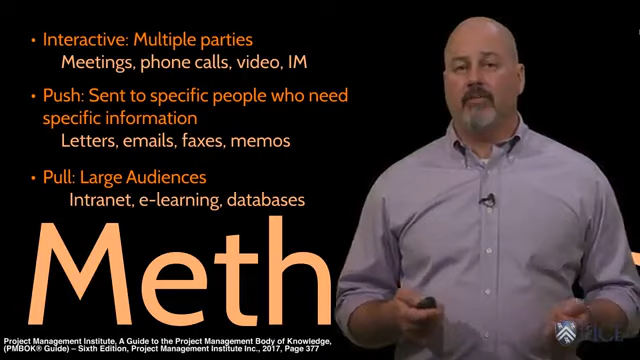 • Interactive: Multiple parties
Meetings, phone calls, video, IM
• Push: Sent to specific people who need
specific information
Letters, emails, faxes, memos
• Pull: Large Audiences
Intranet, e-learning, databases
Meth
Project Management Institute, A Guide to the Project Management Body of Knowledge,
(PMBOK® Guide) – Sixth Edition, Project Management Institute Inc., 2017, Page 377
RICE